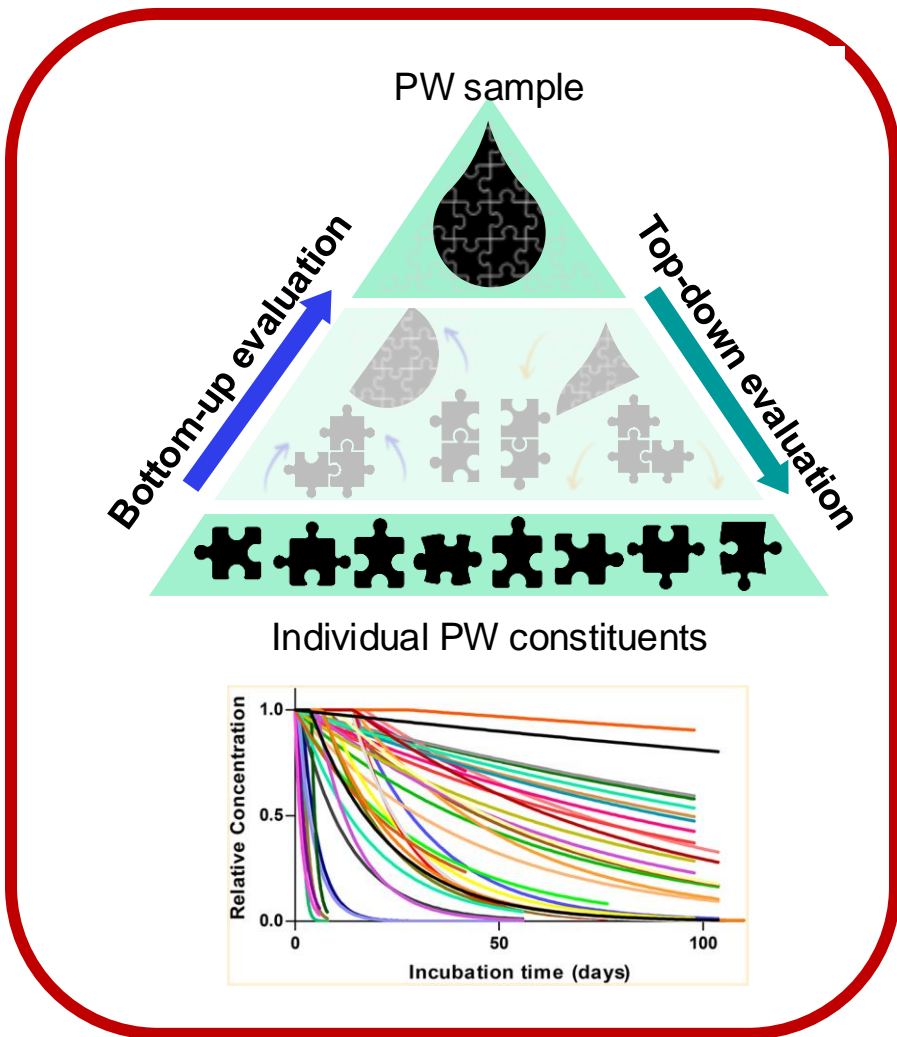 PW sample
Bottom-up evaluation
Top-down evaluation
Individual PW constituents
Relative Concentration
1.0
0.5
0.0
0
50
100
Incubation time (days)